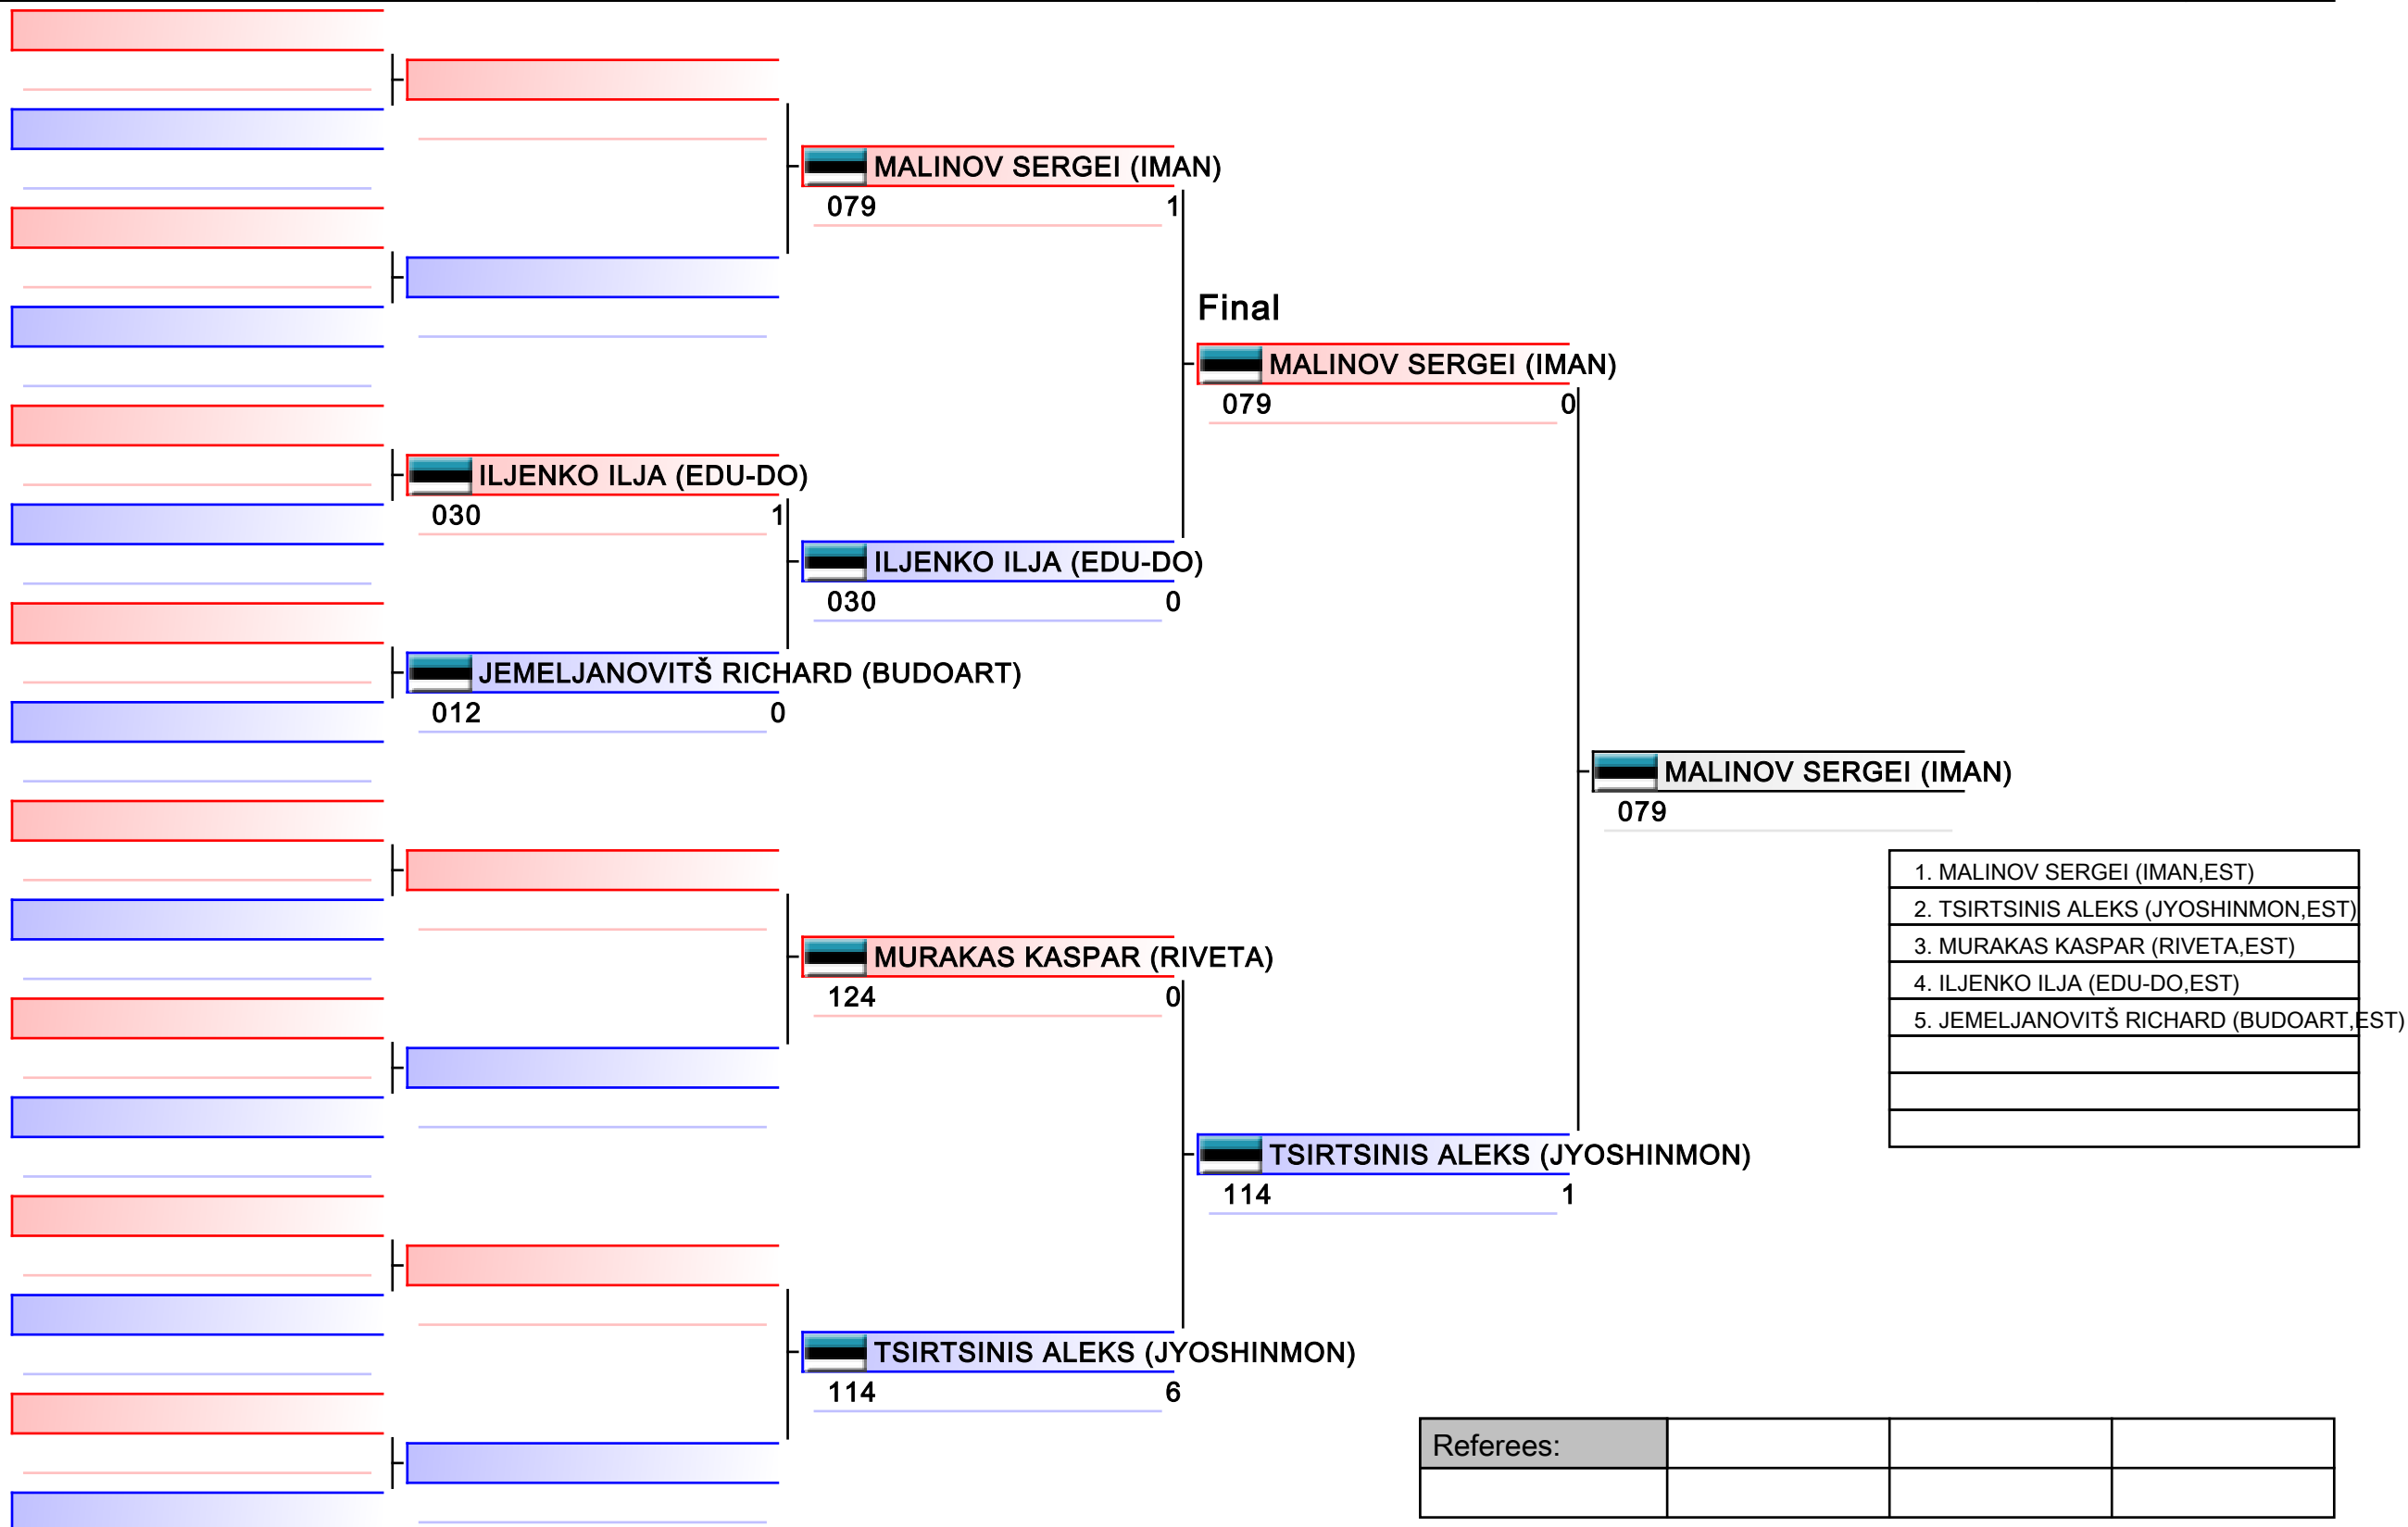 MALINOV SERGEI (IMAN)
079 1
Final
MALINOV SERGEI (IMAN)
079 0
ILJENKO ILJA (EDU-DO)
030 1
ILJENKO ILJA (EDU-DO)
030 0
JEMELJANOVITŠ RICHARD (BUDOART)
012 0
MALINOV SERGEI (IMAN)
079
1. MALINOV SERGEI (IMAN,EST)
2. TSIRTSINIS ALEKS (JYOSHINMON,EST)
3. MURAKAS KASPAR (RIVETA,EST)
4. ILJENKO ILJA (EDU-DO,EST)
5. JEMELJANOVITŠ RICHARD (BUDOART,EST)
MURAKAS KASPAR (RIVETA)
124 0
TSIRTSINIS ALEKS (JYOSHINMON)
114 1
TSIRTSINIS ALEKS (JYOSHINMON)
114 6
Referees: